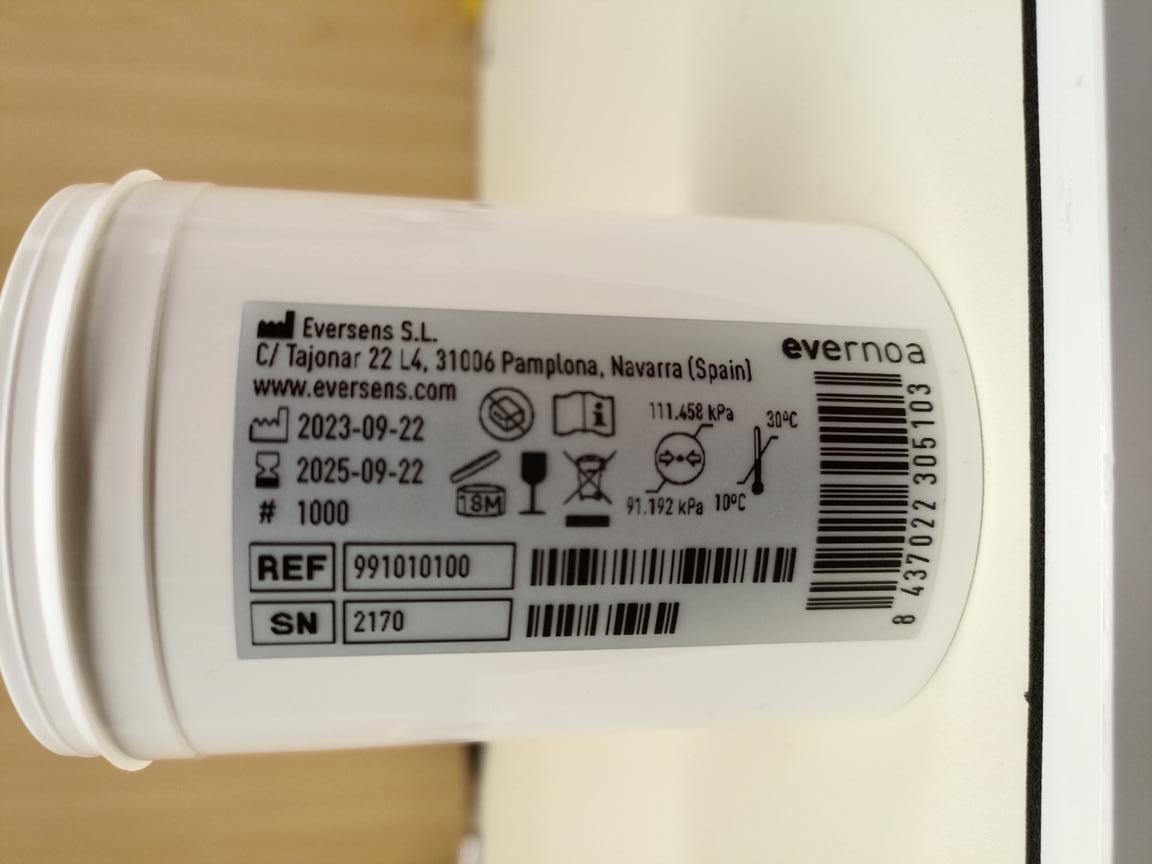 Eversens S.L.
C/ Tajonar 22 L4, 31006 Pamplona, Navarra (Spain)
www.eversens.com
2023-09-22
2025-09-22
# 1000
18M
111.458 kPa
91.192 kPa
30ºC
10ºC
REF 991010100
SN 2170
evernoa
8 437022 305103